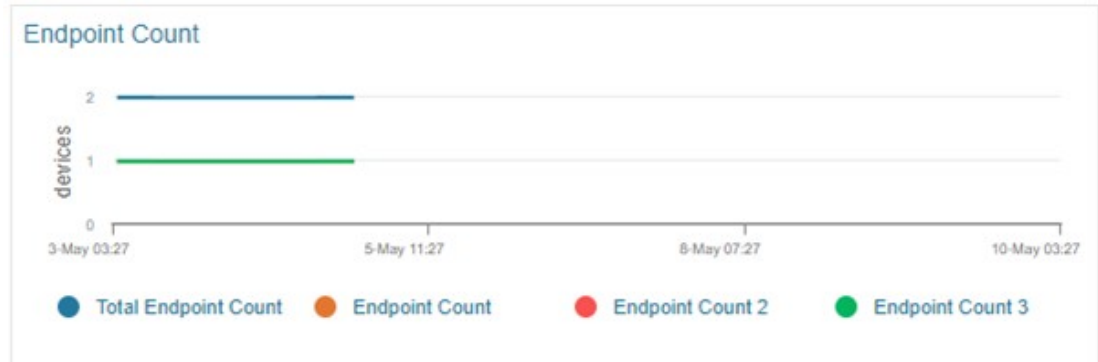 Endpoint Count
2
devices
1
0
3-May 03:27 5-May 11:27 8-May 07:27 10-May 03:27
Total Endpoint Count Endpoint Count Endpoint Count 2 Endpoint Count 3